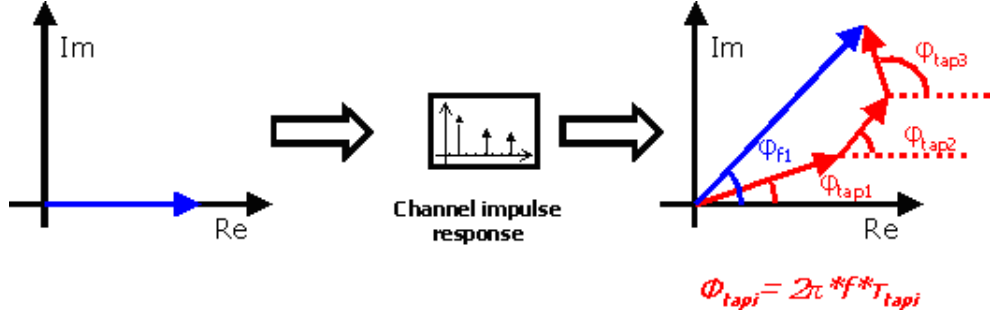 Im
Re
Channel impulse
response
Im
φtap3
φf1
φtap2
φtap1
Re
Φtapi = 2π *f*τtapi